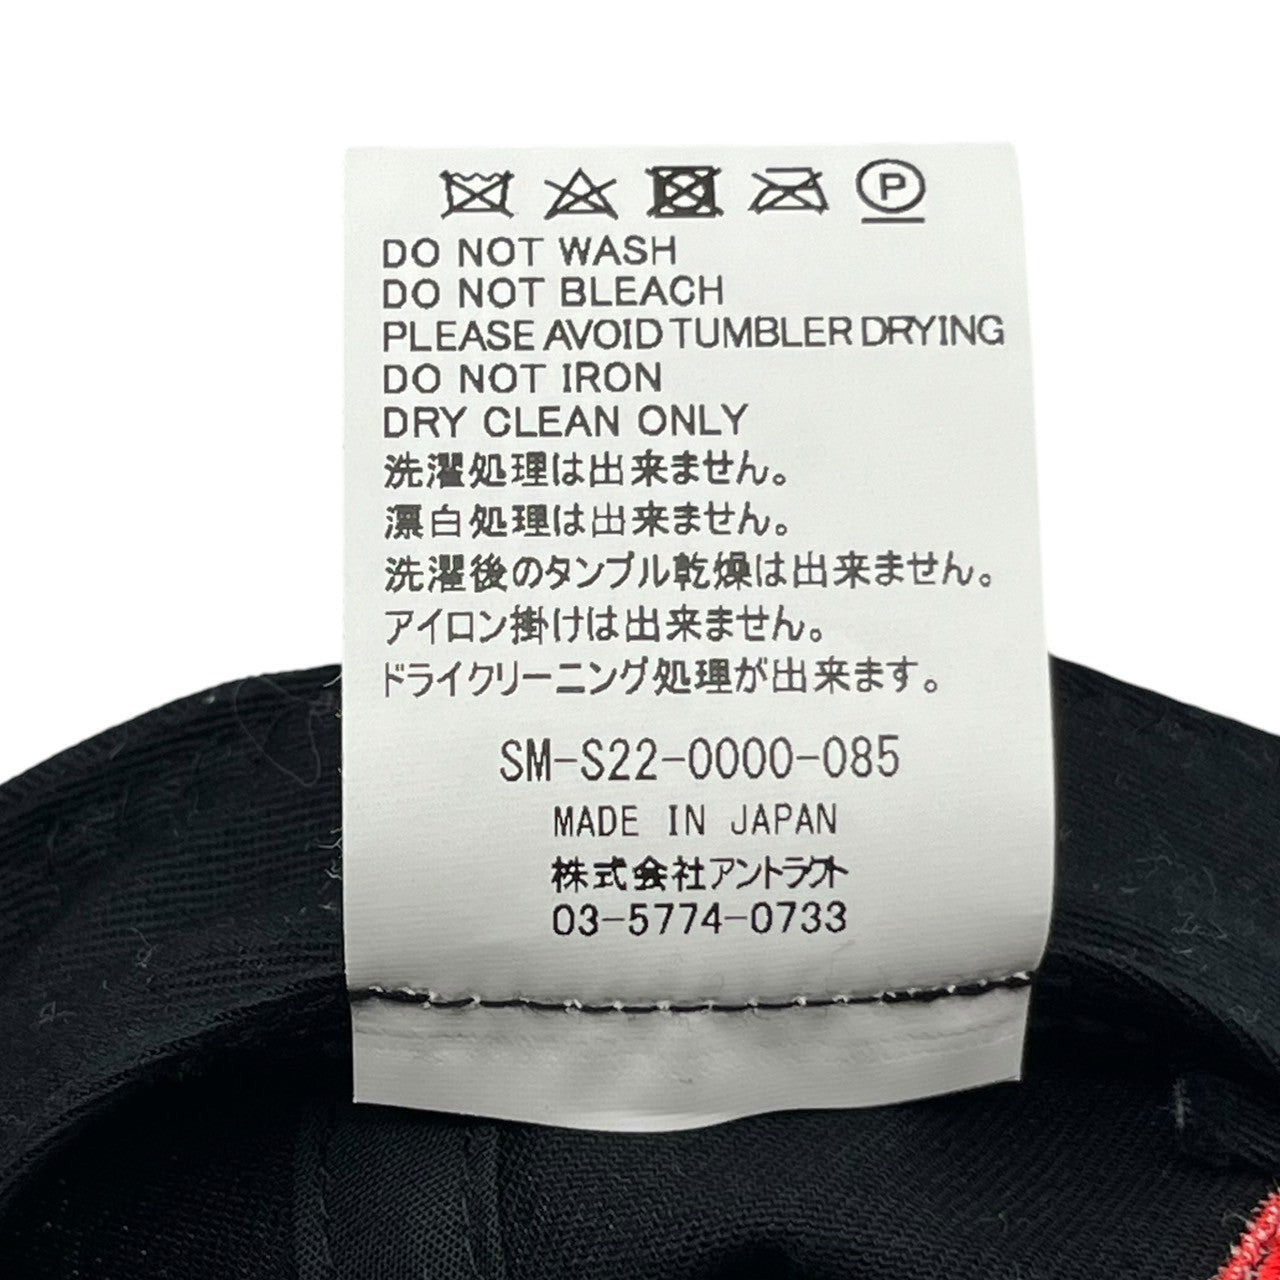 P
DO NOT WASH
DO NOT BLEACH
PLEASE AVOID TUMBLER DRYING
DO NOT IRON
DRY CLEAN ONLY
洗濯処理は出来ません。
漂白処理は出来ません。
洗濯後のタンブル乾燥は出来ません。
アイロン掛けは出来ません。
ドライクリーニング処理が出来ます。
SM-S22-0000-085
MADE IN JAPAN
株式会社アントラクト
03-5774-0733